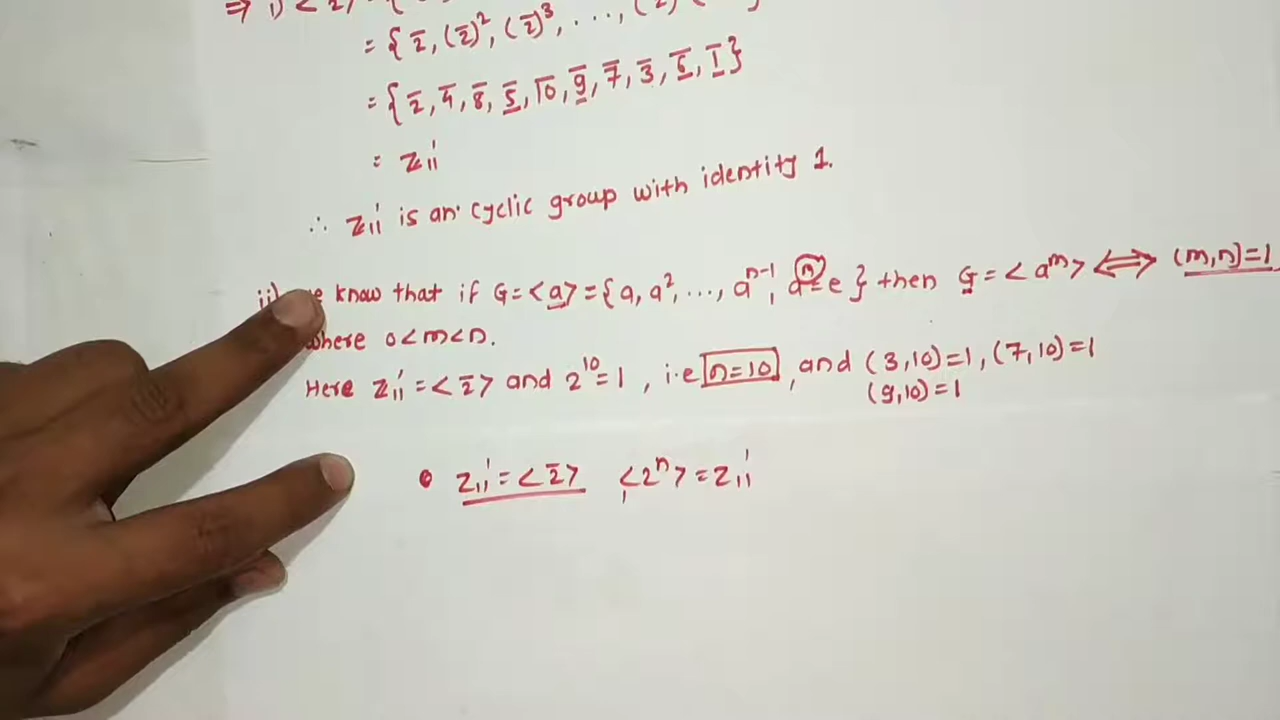 ⇒ i) < 2̄ > = {
= { 2̄, (2̄)², (2̄)³, ...,
= { 2̄, 4̄, 8̄, 5̄, 1̄0̄, 9̄, 7̄, 3̄, 6̄, 1̄ }
= Z₁₁'
∴ Z₁₁' is an cyclic group with identity 1.
ii) know that if G = <a> = { a, a², ..., aⁿ⁻¹, aⁿ = e } then G = < aᵐ > ⟺ (m,n)=1
where 0<m<n.
Here Z₁₁' = < 2̄ > and 2¹⁰ = 1 , i.e n=10 , and (3,10)=1, (7,10)=1
(9,10)=1
Z₁₁' = < 2̄ > <2ⁿ> = Z₁₁'